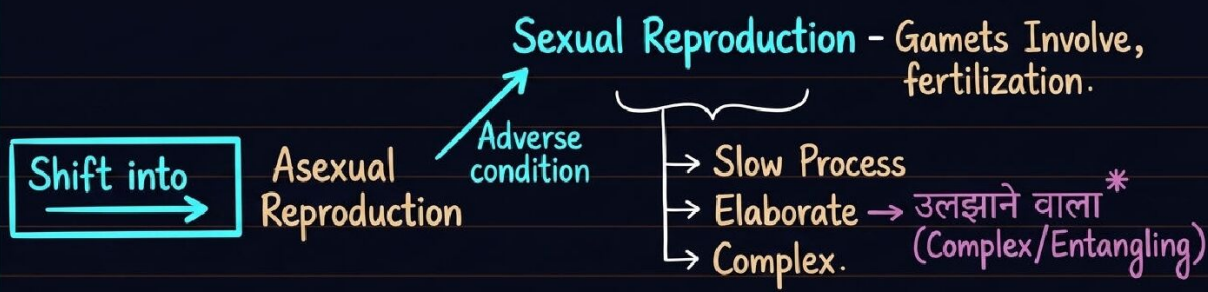 Sexual Reproduction - Gamets Involve,
fertilization.
Adverse
condition
Shift into
Asexual
Reproduction
→ Slow Process
→ Elaborate → उलझाने वाला *
(Complex/Entangling)
→ Complex.